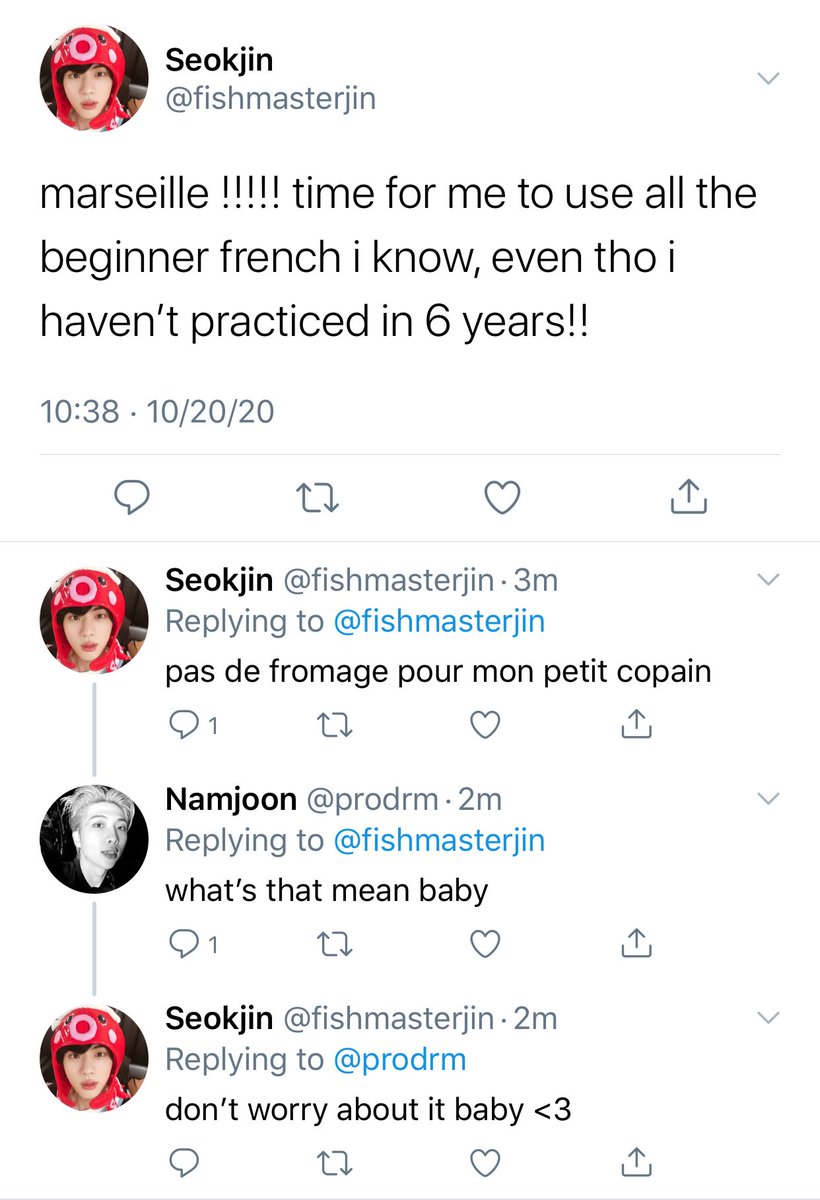 Seokjin
@fishmasterjin
marseille !!!!! time for me to use all the
beginner french i know, even tho i
haven’t practiced in 6 years!!
10:38 · 10/20/20
Seokjin @fishmasterjin · 3m
Replying to @fishmasterjin
pas de fromage pour mon petit copain
1
Namjoon @prodrm · 2m
Replying to @fishmasterjin
what’s that mean baby
1
Seokjin @fishmasterjin · 2m
Replying to @prodrm
don’t worry about it baby <3